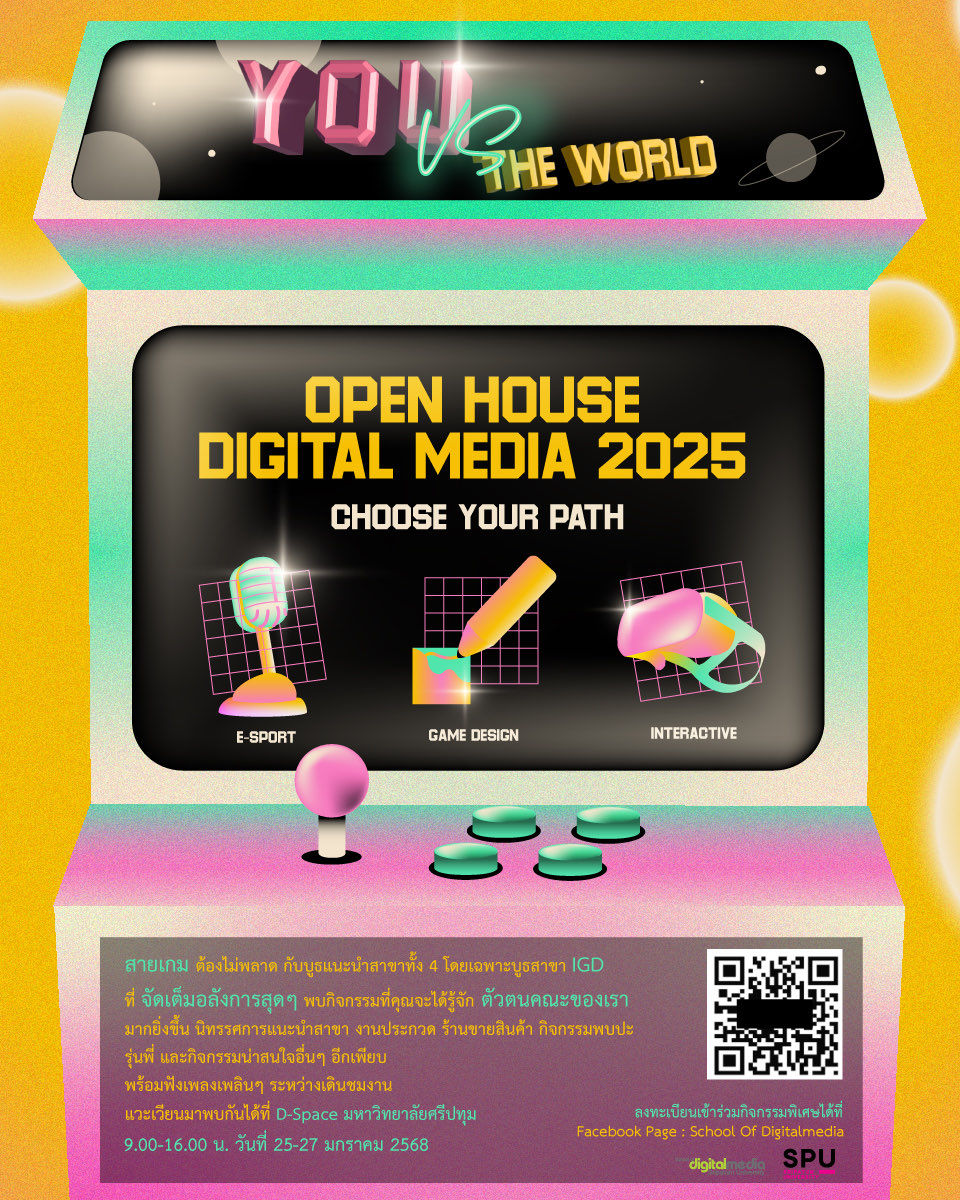 YOU
VS
THE WORLD
OPEN HOUSE
DIGITAL MEDIA 2025
CHOOSE YOUR PATH
E-SPORT
GAME DESIGN
INTERACTIVE
สายเกม ต้องไม่พลาด กับบูธแนะนำสาขาทั้ง 4 โดยเฉพาะบูธสาขา IGD
ที่ จัดเต็มอลังการสุดๆ พบกิจกรรมที่คุณจะได้รู้จัก ตัวตนคณะของเรา
มากยิ่งขึ้น นิทรรศการแนะนำสาขา งานประกวด ร้านขายสินค้า กิจกรรมพบปะ
รุ่นพี่ และกิจกรรมน่าสนใจอื่นๆ อีกเพียบ
พร้อมฟังเพลงเพลินๆ ระหว่างเดินชมงาน
แวะเวียนมาพบกันได้ที่ D-Space มหาวิทยาลัยศรีปทุม
9.00-16.00 น. วันที่ 25-27 มกราคม 2568
ลงทะเบียนเข้าร่วมกิจกรรมพิเศษได้ที่
Facebook Page : School Of Digitalmedia
digitalmedia
SPU